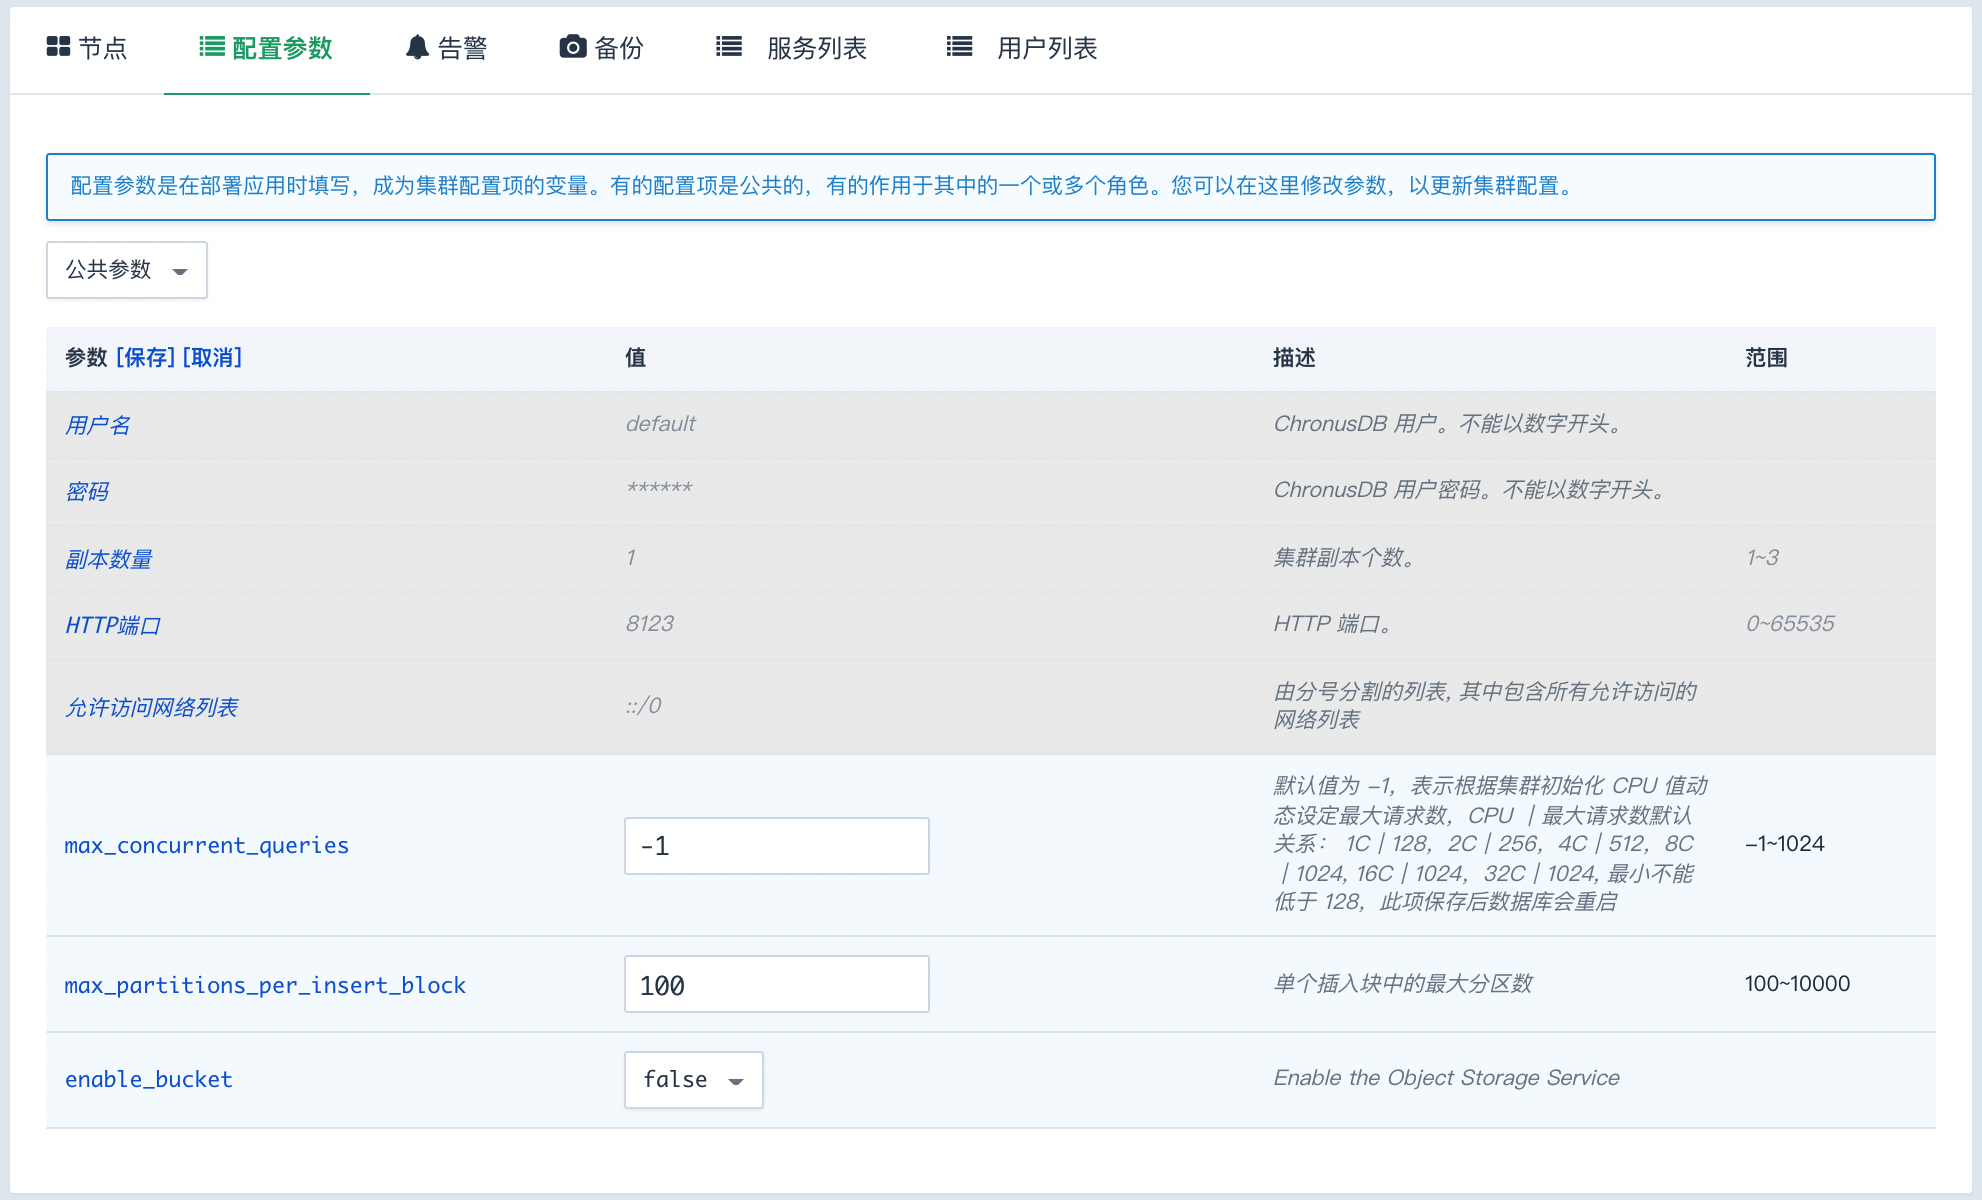 节点 配置参数 告警 备份 服务列表 用户列表
配置参数是在部署应用时填写，成为集群配置项的变量。有的配置项是公共的，有的作用于其中的一个或多个角色。您可以在这里修改参数，以更新集群配置。
公共参数
参数 [保存] [取消] 值 描述 范围
用户名 default ChronusDB 用户。不能以数字开头。
密码 ****** ChronusDB 用户密码。不能以数字开头。
副本数量 1 集群副本个数。 1~3
HTTP端口 8123 HTTP 端口。 0~65535
允许访问网络列表 ::/0 由分号分割的列表, 其中包含所有允许访问的
网络列表
max_concurrent_queries -1 默认值为 -1，表示根据集群初始化 CPU 值动
态设定最大请求数，CPU | 最大请求数默认
关系： 1C | 128，2C | 256，4C | 512，8C
| 1024, 16C | 1024，32C | 1024, 最小不能
低于 128，此项保存后数据库会重启
-1~1024
max_partitions_per_insert_block 100 单个插入块中的最大分区数 100~10000
enable_bucket false Enable the Object Storage Service